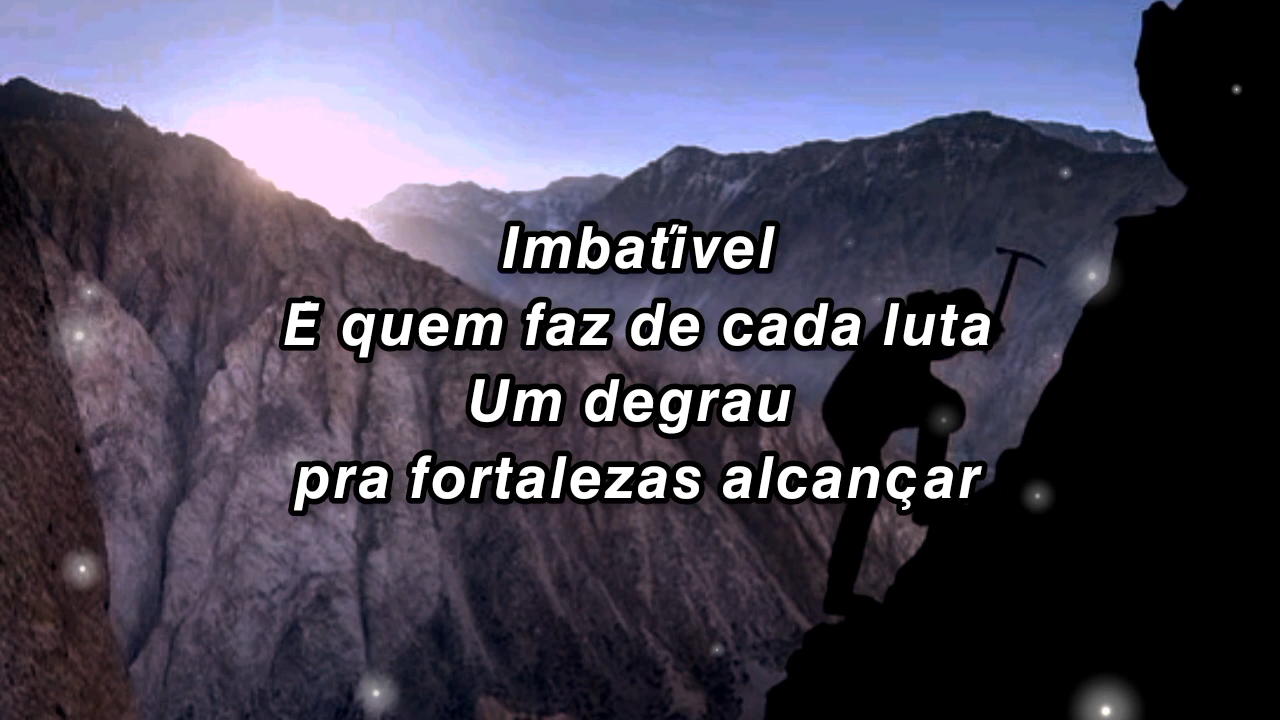 Imbatível
É quem faz de cada luta
Um degrau
pra fortalezas alcançar